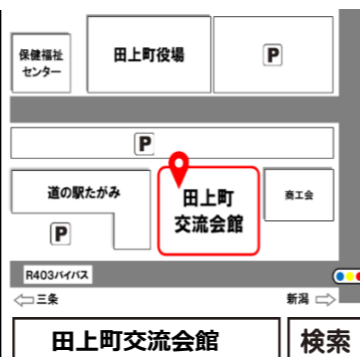 保健福祉
センター
田上町役場
P
P
道の駅たがみ
P
田上町
交流会館
商工会
R403バイパス
⇦三条
新潟⇨
田上町交流会館
検索